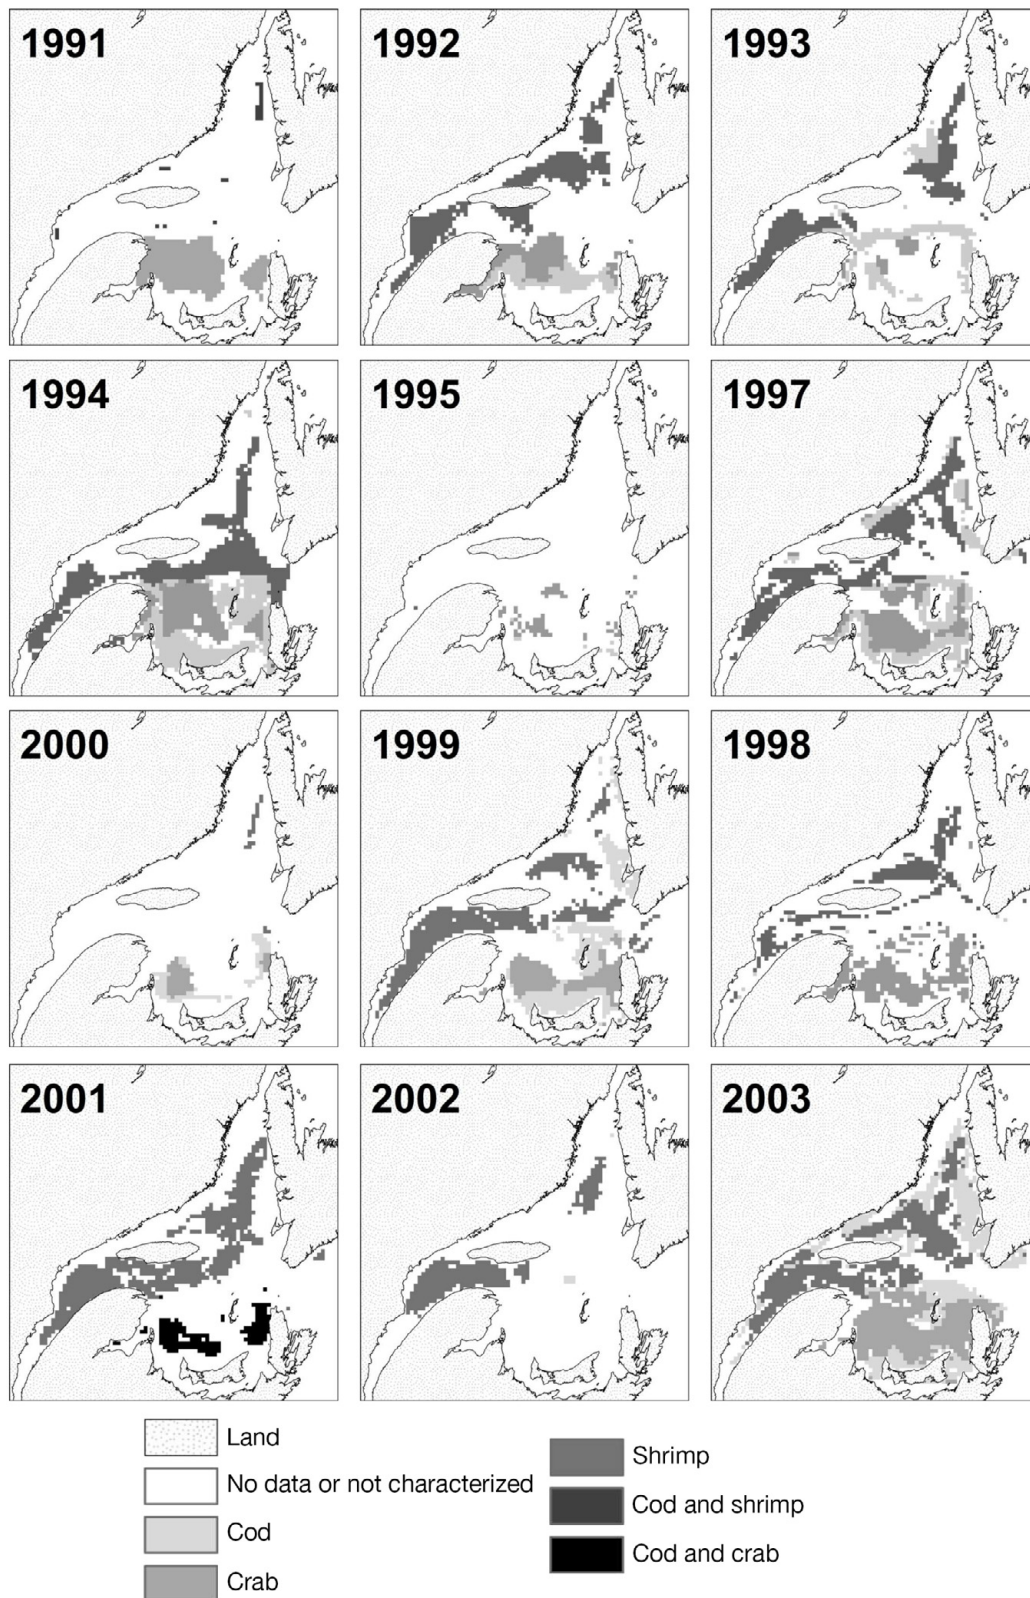 1991
1992
1993
1994
1995
1997
2000
1999
1998
2001
2002
2003
Land
No data or not characterized
Cod
Crab
Shrimp
Cod and shrimp
Cod and crab